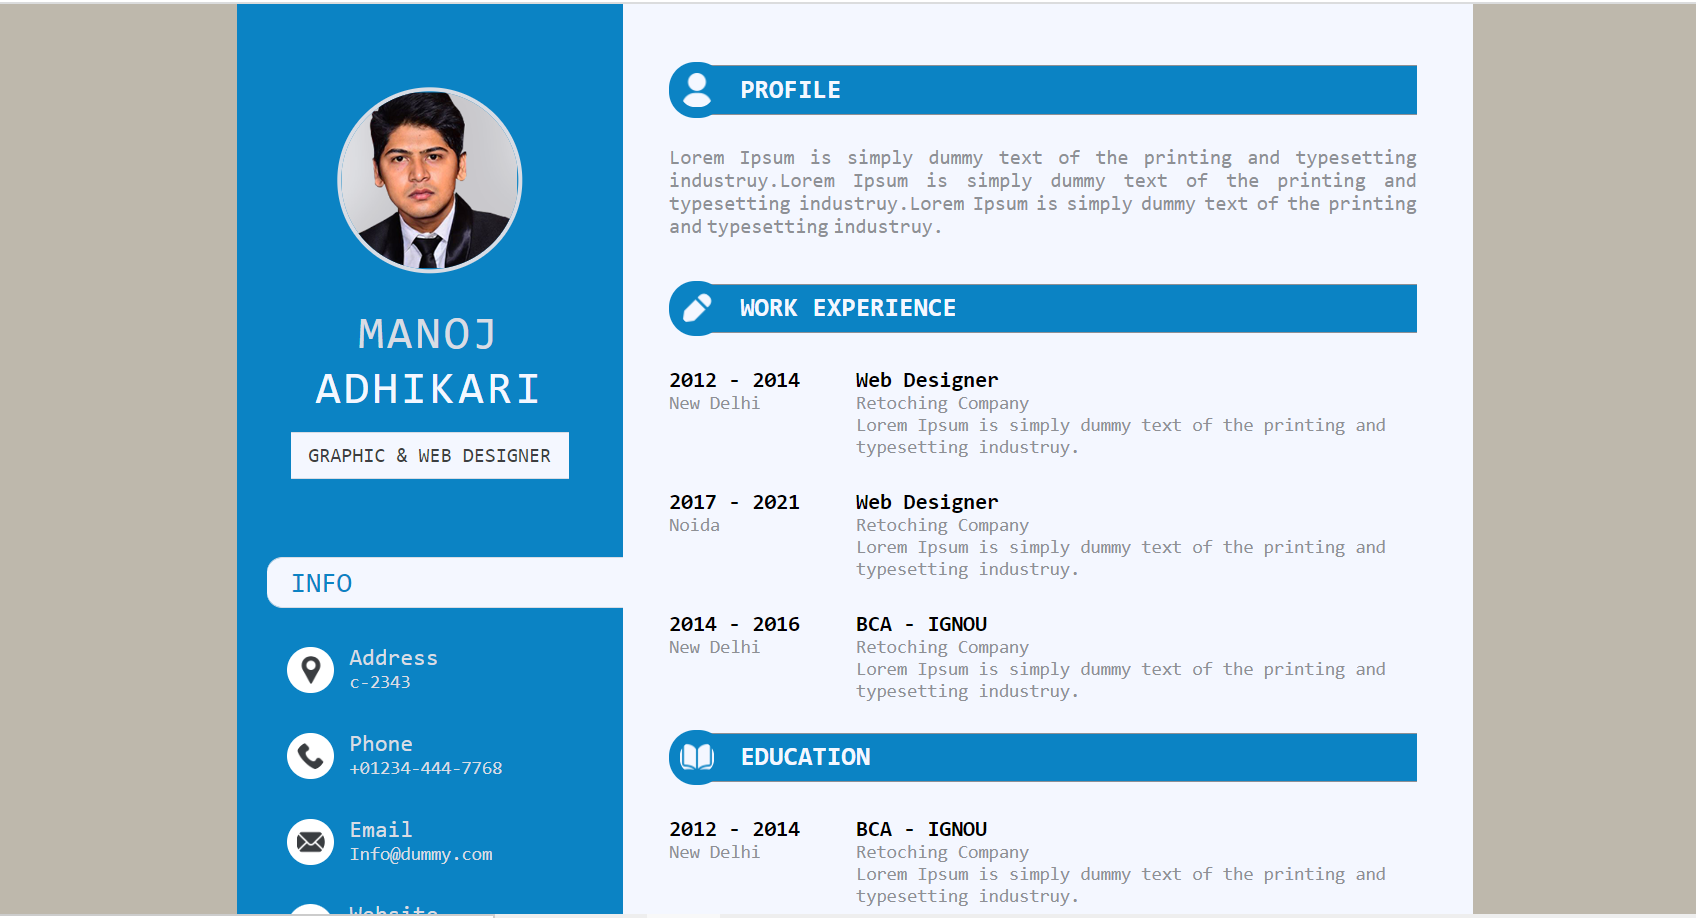 MANOJ
ADHIKARI
GRAPHIC & WEB DESIGNER
INFO
Address
c-2343
Phone
+01234-444-7768
Email
Info@dummy.com
Website
PROFILE
Lorem Ipsum is simply dummy text of the printing and typesetting
industruy.Lorem Ipsum is simply dummy text of the printing and
typesetting industruy.Lorem Ipsum is simply dummy text of the printing
and typesetting industruy.
WORK EXPERIENCE
2012 - 2014 Web Designer
New Delhi Retoching Company
Lorem Ipsum is simply dummy text of the printing and
typesetting industruy.
2017 - 2021 Web Designer
Noida Retoching Company
Lorem Ipsum is simply dummy text of the printing and
typesetting industruy.
2014 - 2016 BCA - IGNOU
New Delhi Retoching Company
Lorem Ipsum is simply dummy text of the printing and
typesetting industruy.
EDUCATION
2012 - 2014 BCA - IGNOU
New Delhi Retoching Company
Lorem Ipsum is simply dummy text of the printing and
typesetting industruy.